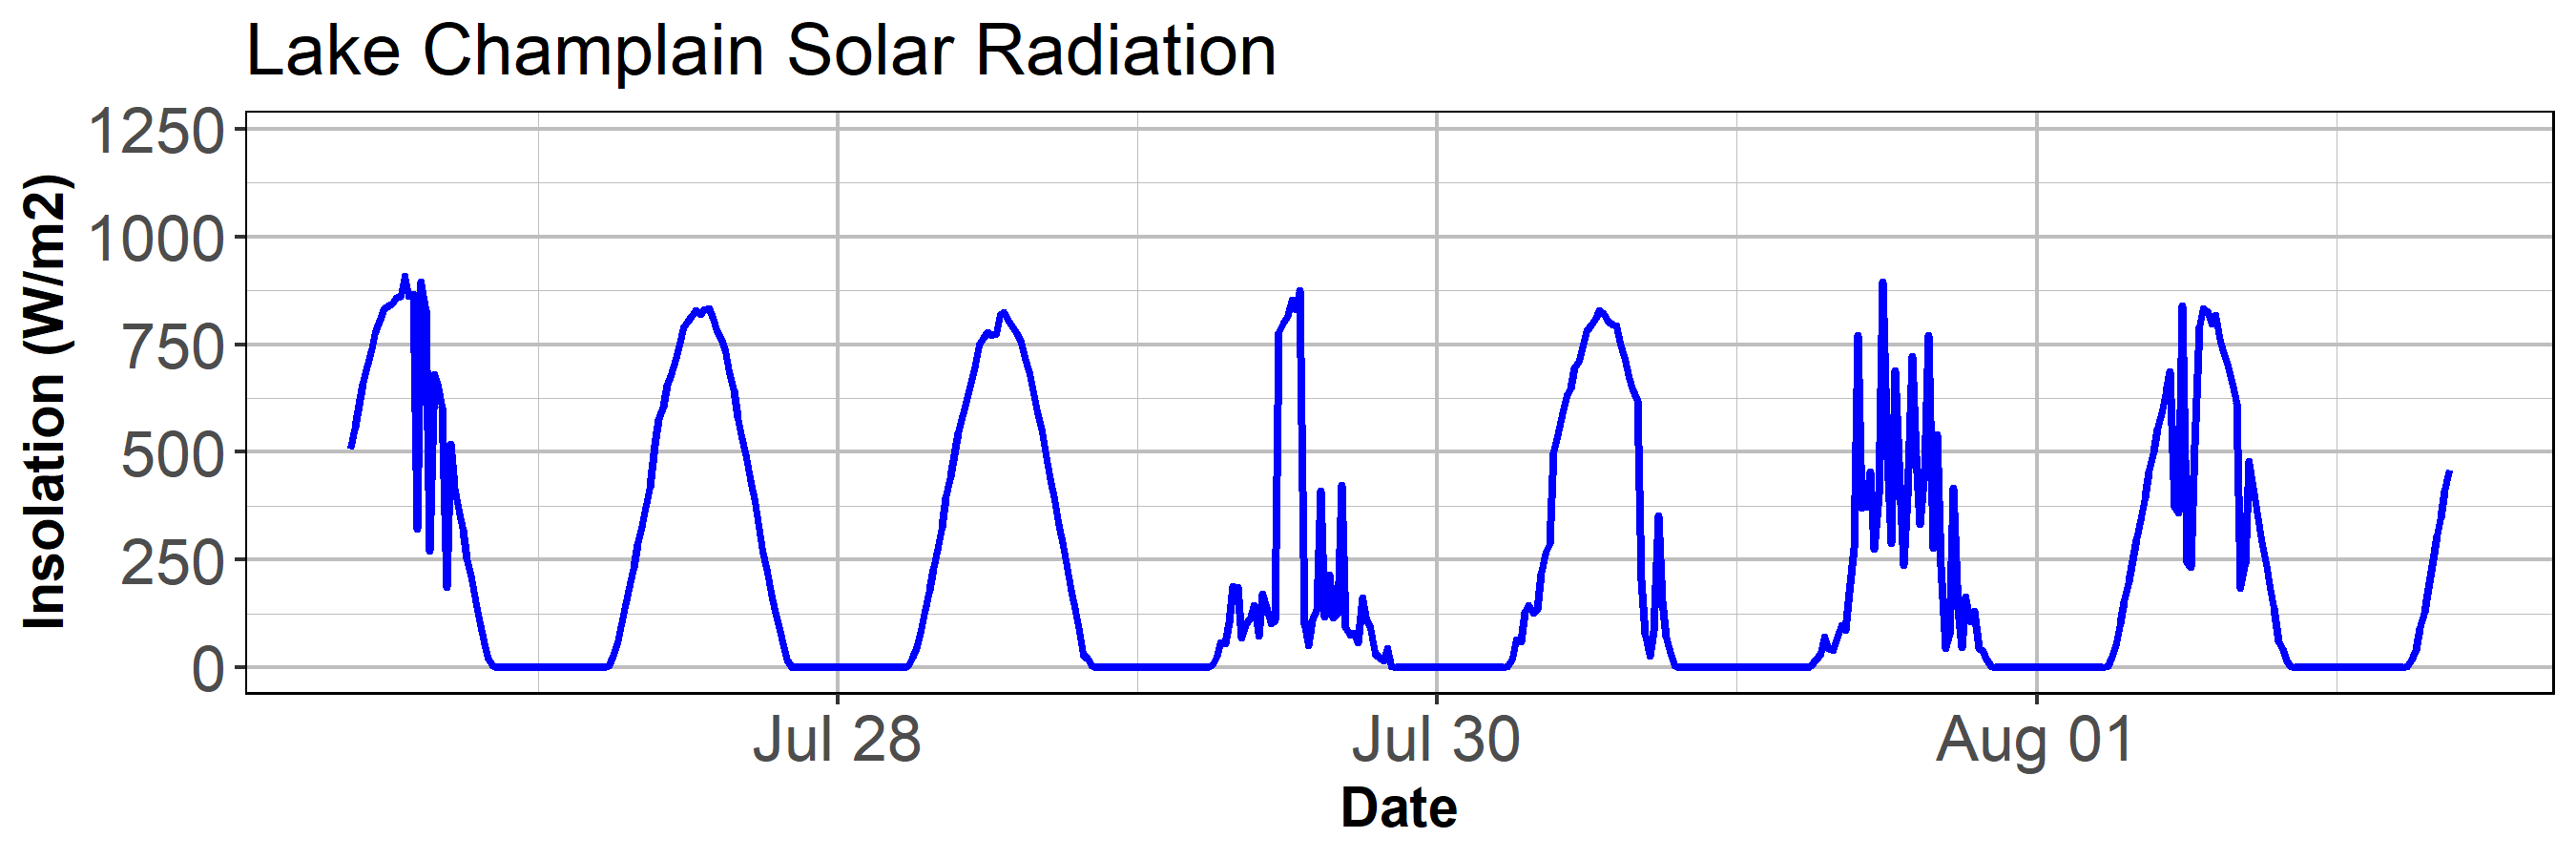 Lake Champlain Solar Radiation
1250
1000
750
500
250
0
Insolation (W/m2)
Jul 28
Jul 30
Aug 01
Date